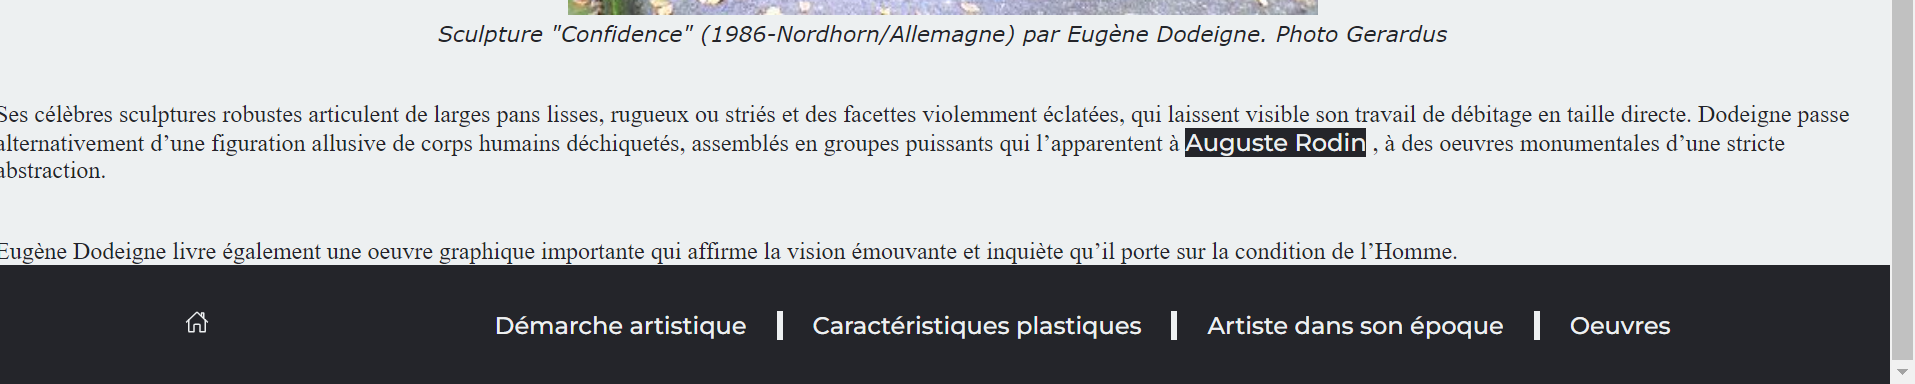 Sculpture "Confidence" (1986-Nordhorn/Allemagne) par Eugène Dodeigne. Photo Gerardus
Ses célèbres sculptures robustes articulent de larges pans lisses, rugueux ou striés et des facettes violemment éclatées, qui laissent visible son travail de débitage en taille directe. Dodeigne passe
alternativement d’une figuration allusive de corps humains déchiquetés, assemblés en groupes puissants qui l’apparentent à Auguste Rodin , à des oeuvres monumentales d’une stricte
abstraction.
Eugène Dodeigne livre également une oeuvre graphique importante qui affirme la vision émouvante et inquiète qu’il porte sur la condition de l’Homme.
Démarche artistique Caractéristiques plastiques Artiste dans son époque Oeuvres